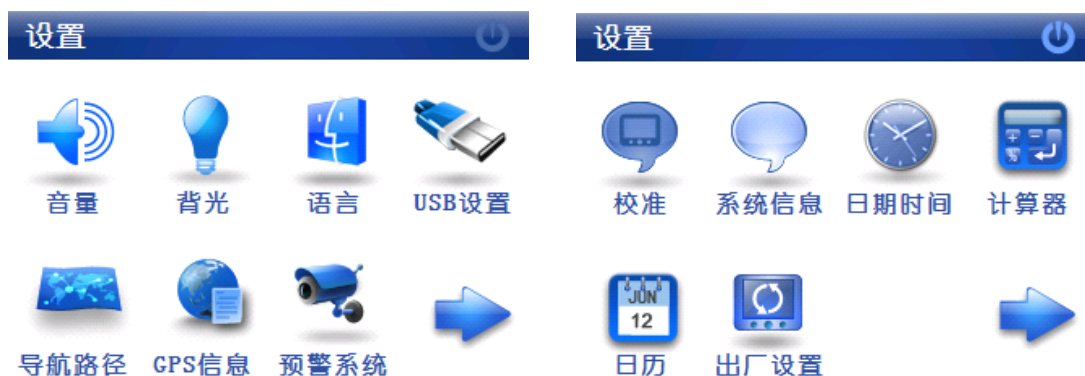 设置
音量
背光
语言
USB设置
导航路径
GPS信息
预警系统
设置
校准
系统信息
日期时间
计算器
JUN
12
日历
出厂设置